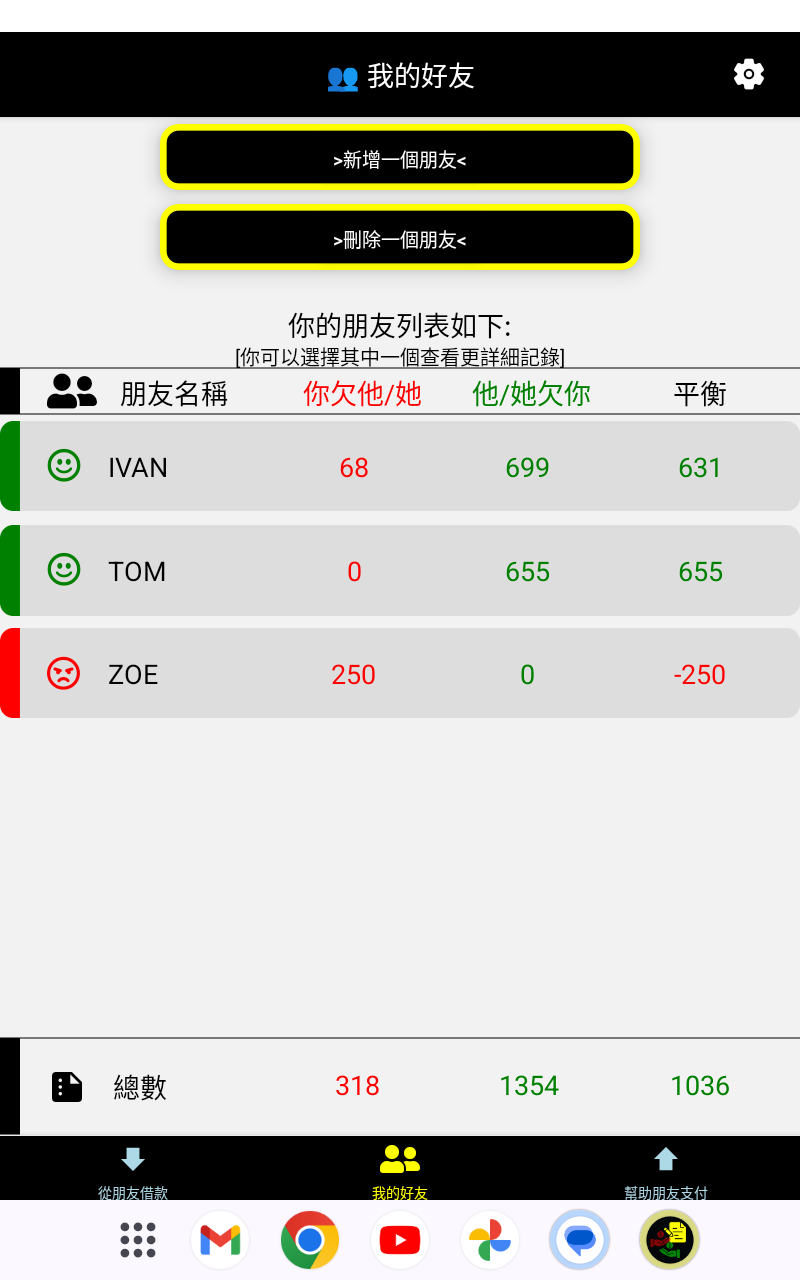 👥 我的好友
>新增一個朋友<
>刪除一個朋友<
你的朋友列表如下:
[你可以選擇其中一個查看更詳細記錄]
朋友名稱 你欠他/她 他/她欠你 平衡
IVAN 68 699 631
TOM 0 655 655
ZOE 250 0 -250
總數 318 1354 1036
從朋友借款 我的好友 幫助朋友支付